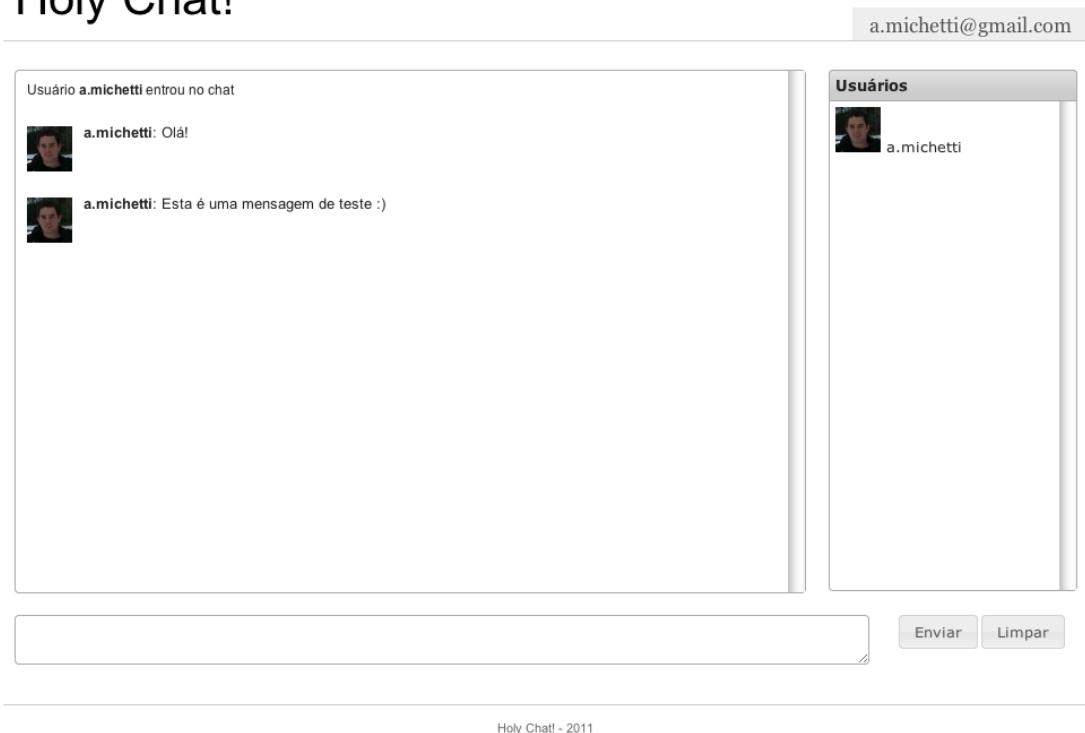 Holy Chat!
a.michetti@gmail.com
Usuário a.michetti entrou no chat
a.michetti: Olá!
a.michetti: Esta é uma mensagem de teste :)
Usuários
a.michetti
Enviar
Limpar
Holy Chat! - 2011